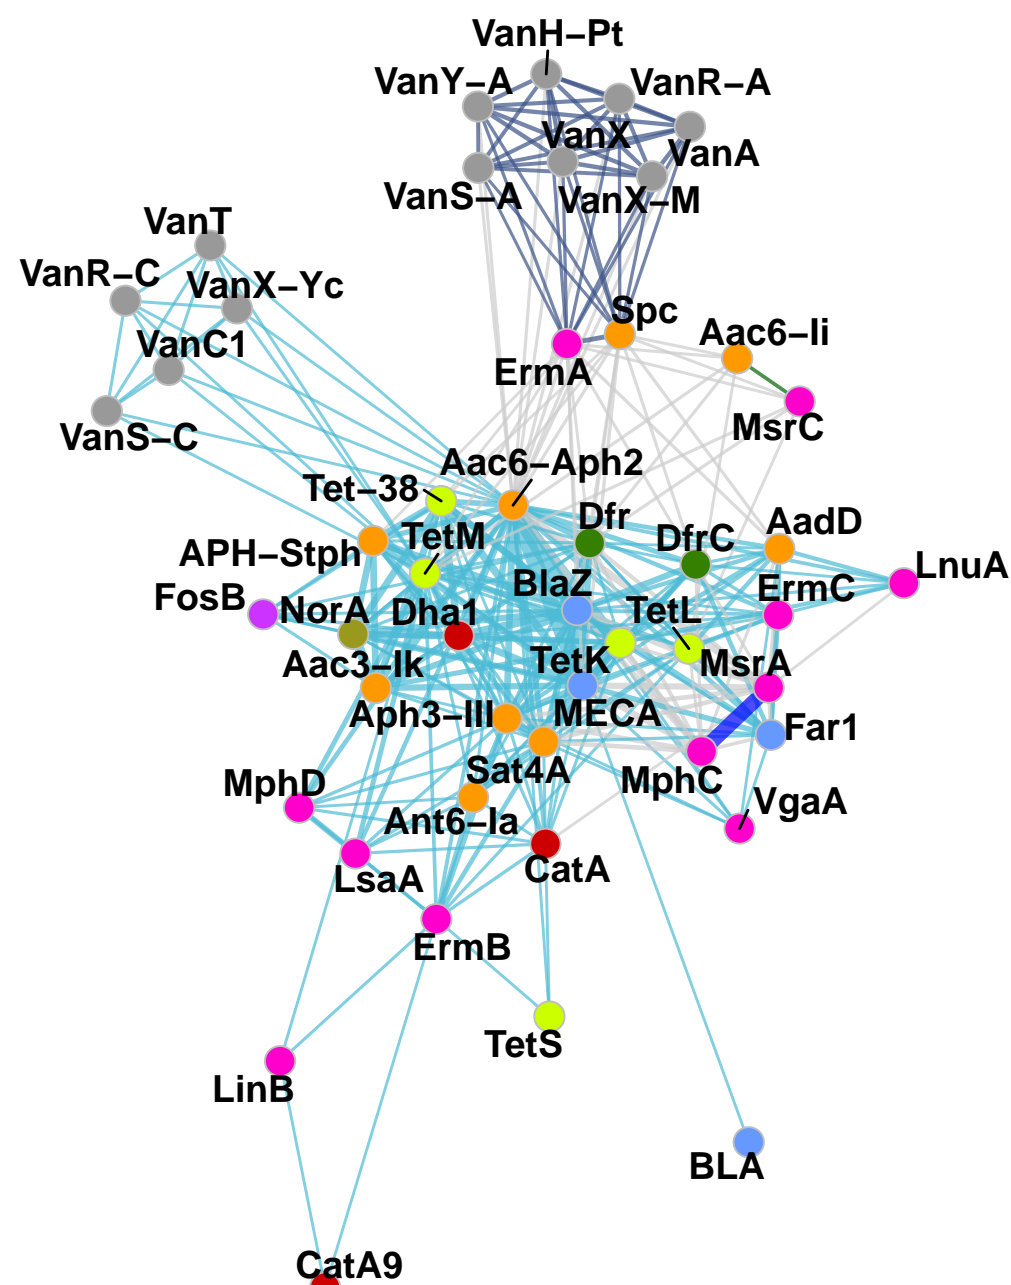 VanH–Pt
VanY–A
VanR–A
VanX
VanA
VanS–A
VanX–M
VanT
VanR–C
VanX–Yc
VanC1
VanS–C
Spc
Aac6–Ii
ErmA
MsrC
Aac6–Aph2
Tet–38
Dfr
AadD
TetM
DfrC
APH–Stph
LnuA
BlaZ
ErmC
FosB
NorA
Dha1
TetL
Aac3–Ik
TetK
MsrA
Aph3–III
MECA
Far1
Sat4A
MphC
MphD
VgaA
Ant6–Ia
CatA
LsaA
ErmB
TetS
LinB
BLA
CatA9